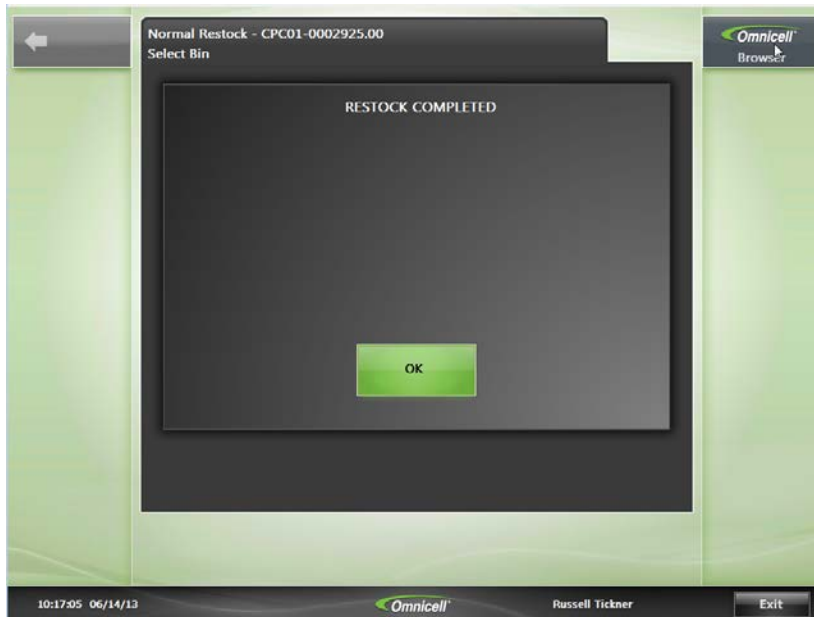 Normal Restock - CPC01-0002925.00
Select Bin
Omnicell
Browser
RESTOCK COMPLETED
OK
10:17:05 06/14/13
Omnicell
Russell Tickner
Exit